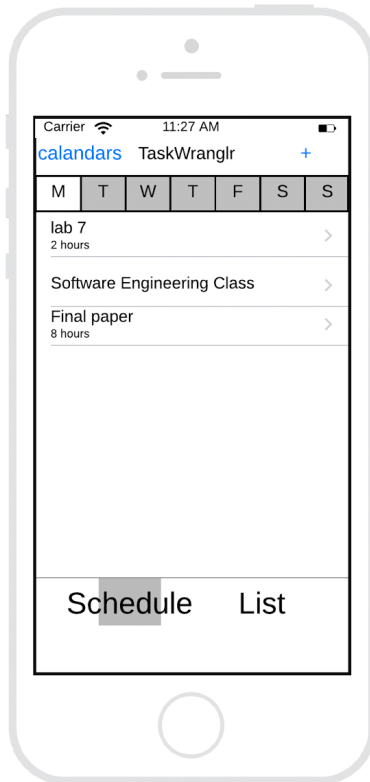 Carrier 11:27 AM
calandars TaskWranglr +
M T W T F S S
lab 7
2 hours
Software Engineering Class
Final paper
8 hours
Schedule List